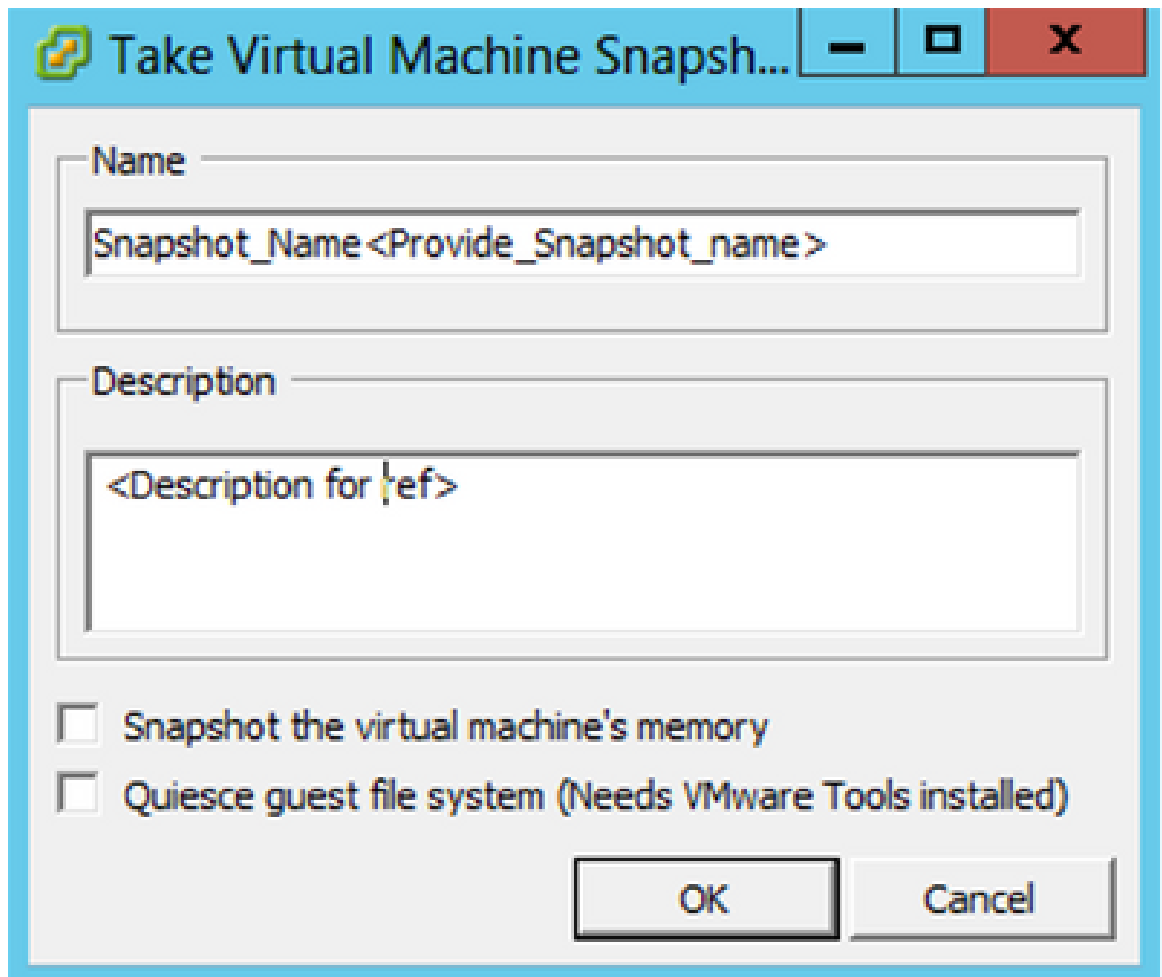 Take Virtual Machine Snapsh...
Name
Snapshot_Name<Provide_Snapshot_name>
Description
<Description for ref>
Snapshot the virtual machine's memory
Quiesce guest file system (Needs VMware Tools installed)
OK
Cancel